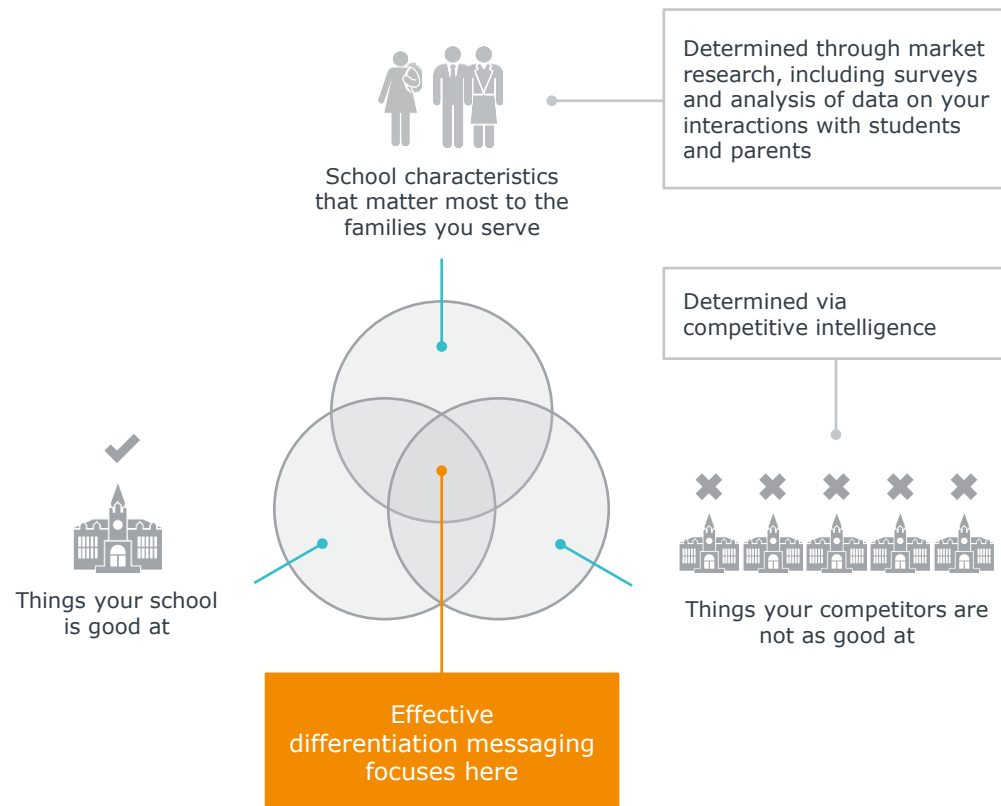 Determined through market
research, including surveys
and analysis of data on your
interactions with students
and parents
School characteristics
that matter most to the
families you serve
Determined via
competitive intelligence
Things your school
is good at
Things your competitors are
not as good at
Effective
differentiation messaging
focuses here